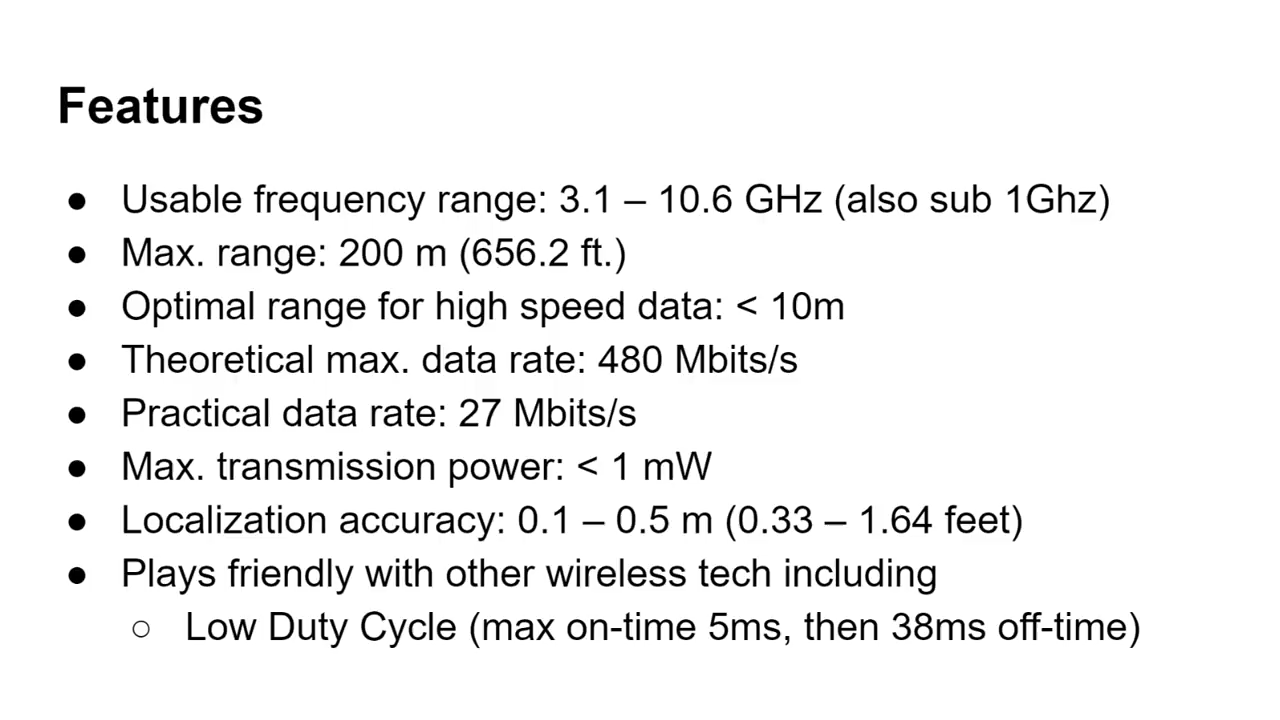 Features
● Usable frequency range: 3.1 – 10.6 GHz (also sub 1Ghz)
● Max. range: 200 m (656.2 ft.)
● Optimal range for high speed data: < 10m
● Theoretical max. data rate: 480 Mbits/s
● Practical data rate: 27 Mbits/s
● Max. transmission power: < 1 mW
● Localization accuracy: 0.1 – 0.5 m (0.33 – 1.64 feet)
● Plays friendly with other wireless tech including
○ Low Duty Cycle (max on-time 5ms, then 38ms off-time)